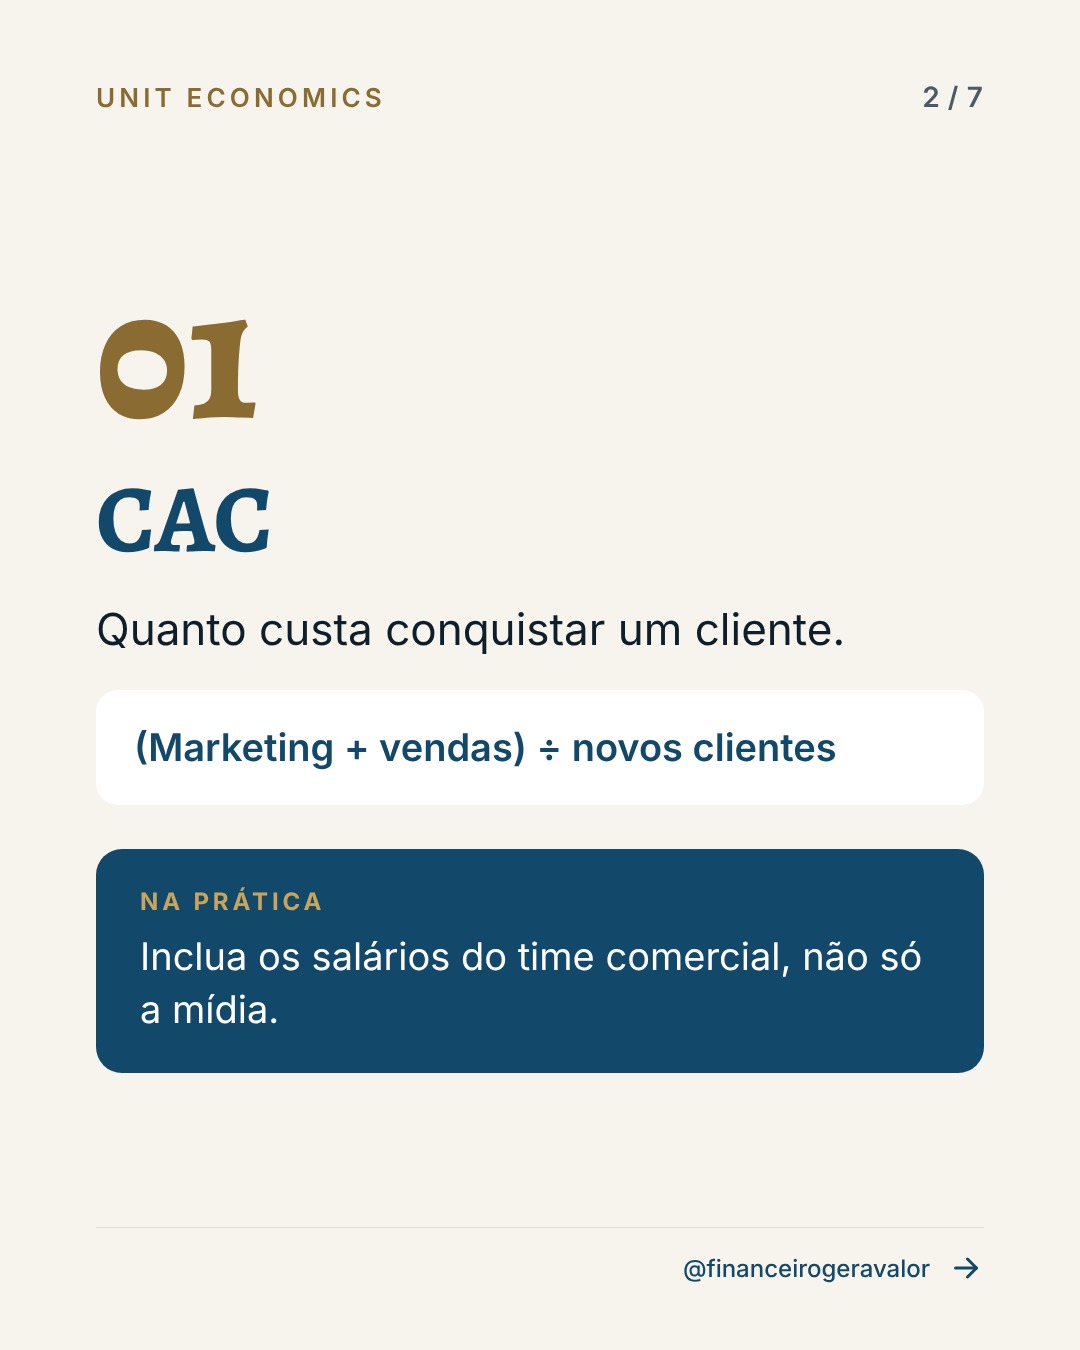 UNIT ECONOMICS
2 / 7
01
CAC
Quanto custa conquistar um cliente.
(Marketing + vendas) ÷ novos clientes
NA PRÁTICA
Inclua os salários do time comercial, não só
a mídia.
@financeirogeravalor →